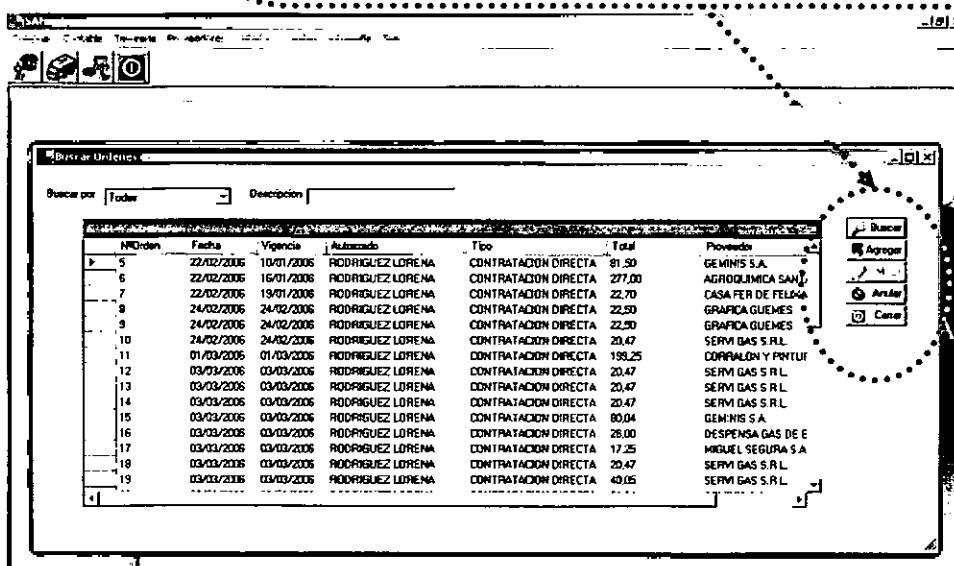 Buscar Ordenes
Buscar por Todas Descripcion
NºOrden Fecha Vigencia Autorizado Tipo Total Proveedor
5 22/02/2006 10/01/2006 RODRIGUEZ LORENA CONTRATACION DIRECTA 81,50 GEMINIS S.A.
6 22/02/2006 16/01/2006 RODRIGUEZ LORENA CONTRATACION DIRECTA 277,00 AGROQUIMICA
7 22/02/2006 19/01/2006 RODRIGUEZ LORENA CONTRATACION DIRECTA 22,70 CASA FER DE
8 24/02/2006 24/02/2006 RODRIGUEZ LORENA CONTRATACION DIRECTA 22,50 GRAFICA GUEMES
9 24/02/2006 24/02/2006 RODRIGUEZ LORENA CONTRATACION DIRECTA 22,50 GRAFICA GUEMES
10 24/02/2006 24/02/2006 RODRIGUEZ LORENA CONTRATACION DIRECTA 20,47 SERVI GAS S.R.L.
11 01/03/2006 01/03/2006 RODRIGUEZ LORENA CONTRATACION DIRECTA 199,25 CORRALON Y PINTUR
12 03/03/2006 03/03/2006 RODRIGUEZ LORENA CONTRATACION DIRECTA 20,47 SERVI GAS S.R.L.
13 03/03/2006 03/03/2006 RODRIGUEZ LORENA CONTRATACION DIRECTA 20,47 SERVI GAS S.R.L.
14 03/03/2006 03/03/2006 RODRIGUEZ LORENA CONTRATACION DIRECTA 20,47 SERVI GAS S.R.L.
15 03/03/2006 03/03/2006 RODRIGUEZ LORENA CONTRATACION DIRECTA 80,04 GEMINIS S.A.
16 03/03/2006 03/03/2006 RODRIGUEZ LORENA CONTRATACION DIRECTA 26,00 DESPENSA GAS DE E
17 03/03/2006 03/03/2006 RODRIGUEZ LORENA CONTRATACION DIRECTA 17,25 MIGUEL SEGURA S.A
18 03/03/2006 03/03/2006 RODRIGUEZ LORENA CONTRATACION DIRECTA 20,47 SERVI GAS S.R.L.
19 03/03/2006 03/03/2006 RODRIGUEZ LORENA CONTRATACION DIRECTA 40,05 SERVI GAS S.R.L.
Buscar
Agregar
Anular
Cerrar